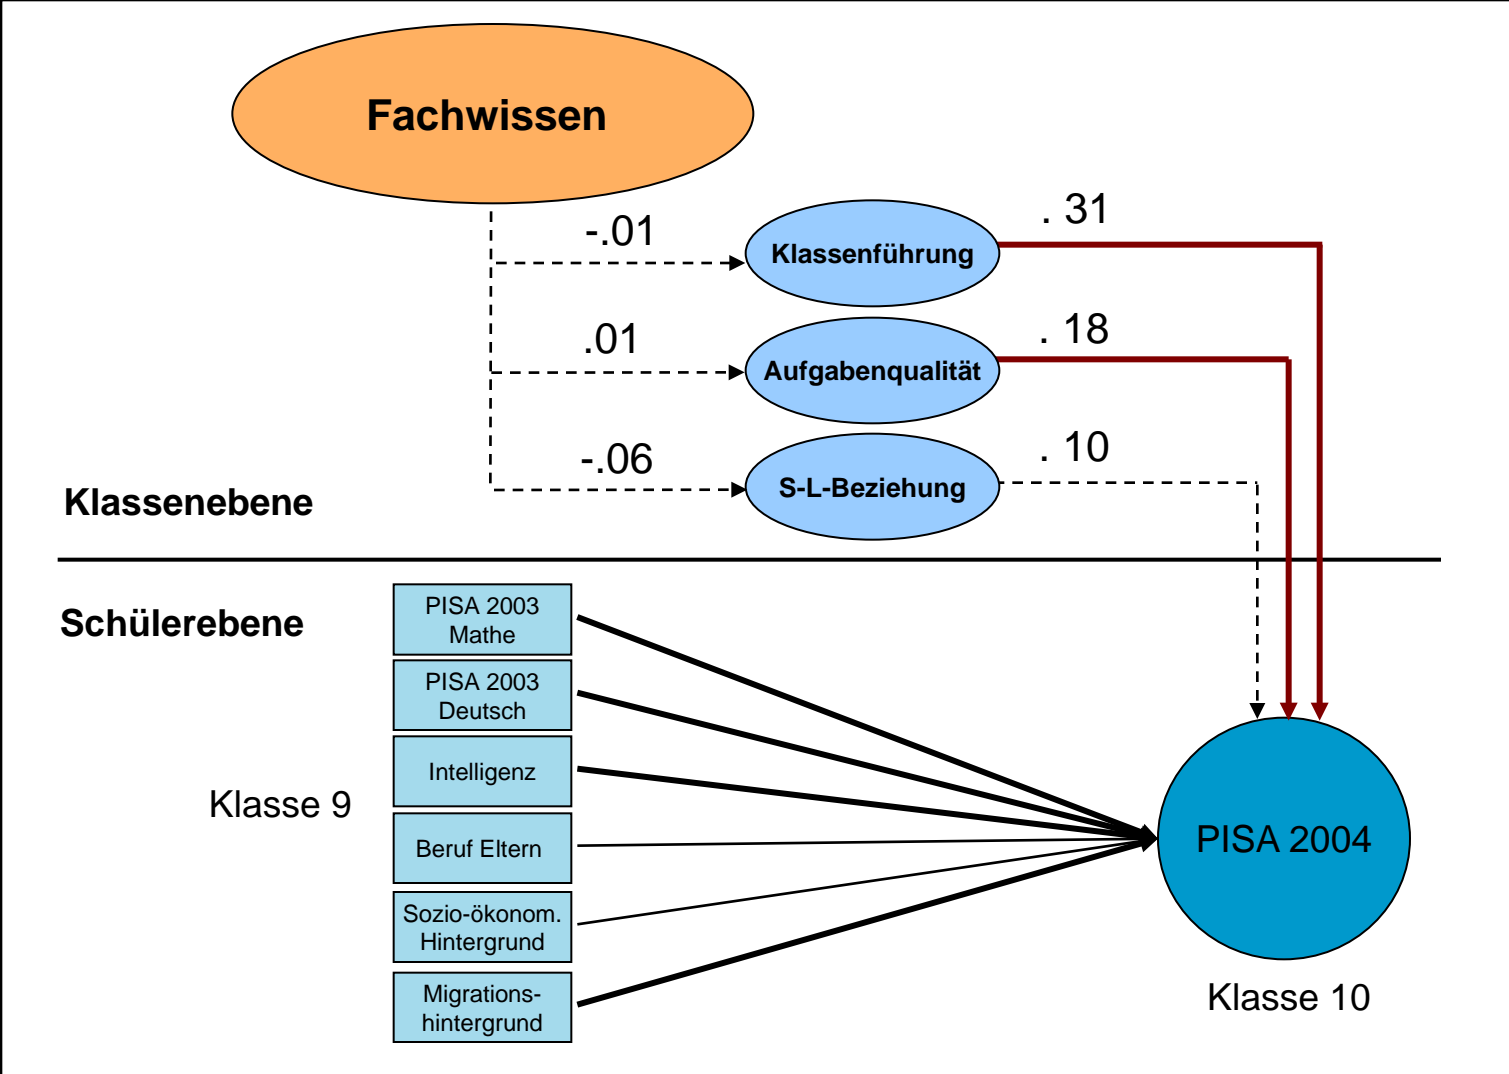 Fachwissen
-.01
. 31
Klassenführung
.01
. 18
Aufgabenqualität
-.06
. 10
S-L-Beziehung
Klassenebene
Schülerebene
PISA 2003
Mathe
PISA 2003
Deutsch
Intelligenz
Klasse 9
Beruf Eltern
Sozio-ökonom.
Hintergrund
Migrations-
hintergrund
PISA 2004
Klasse 10